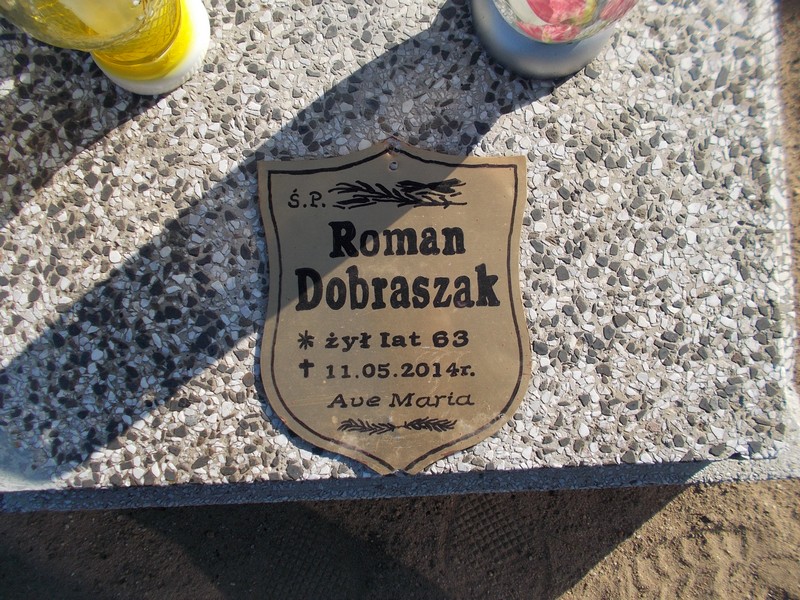 Ś.P.
Roman
Dobraszak
* żył lat 63
† 11.05.2014r.
Ave Maria